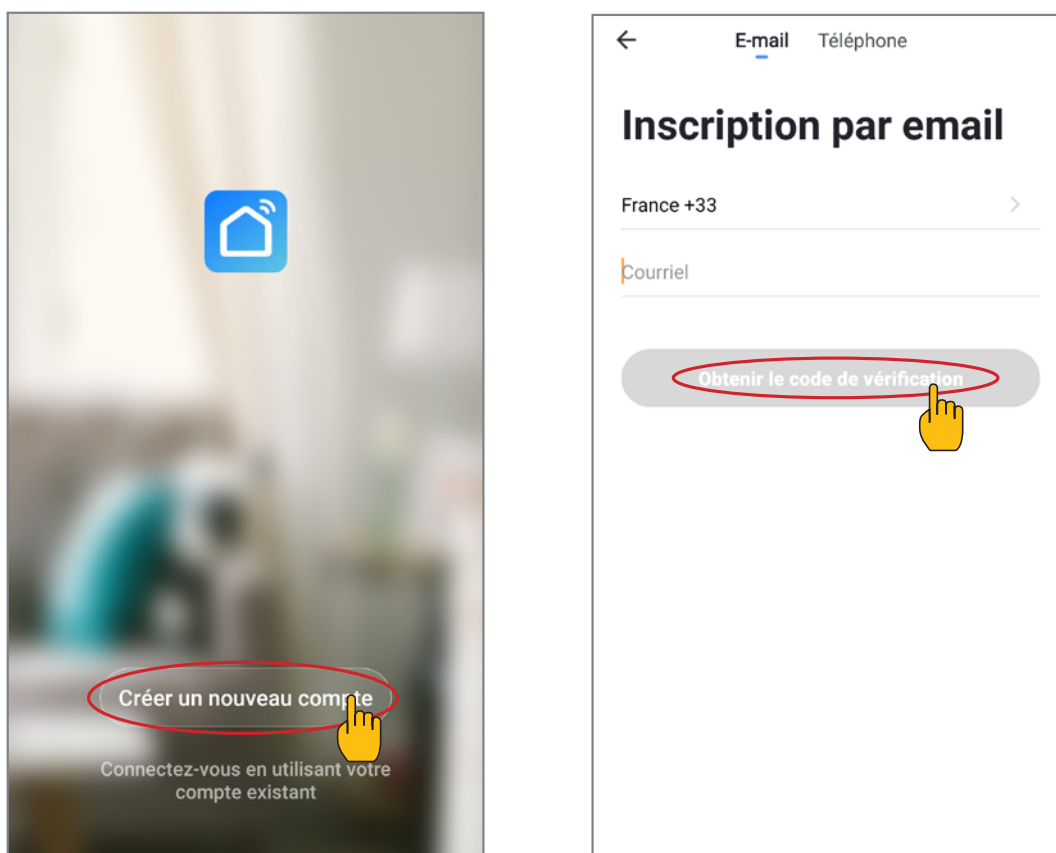 Créer un nouveau compte
Connectez-vous en utilisant votre
compte existant
E-mail Téléphone
Inscription par email
France +33
Courriel
Obtenir le code de vérification